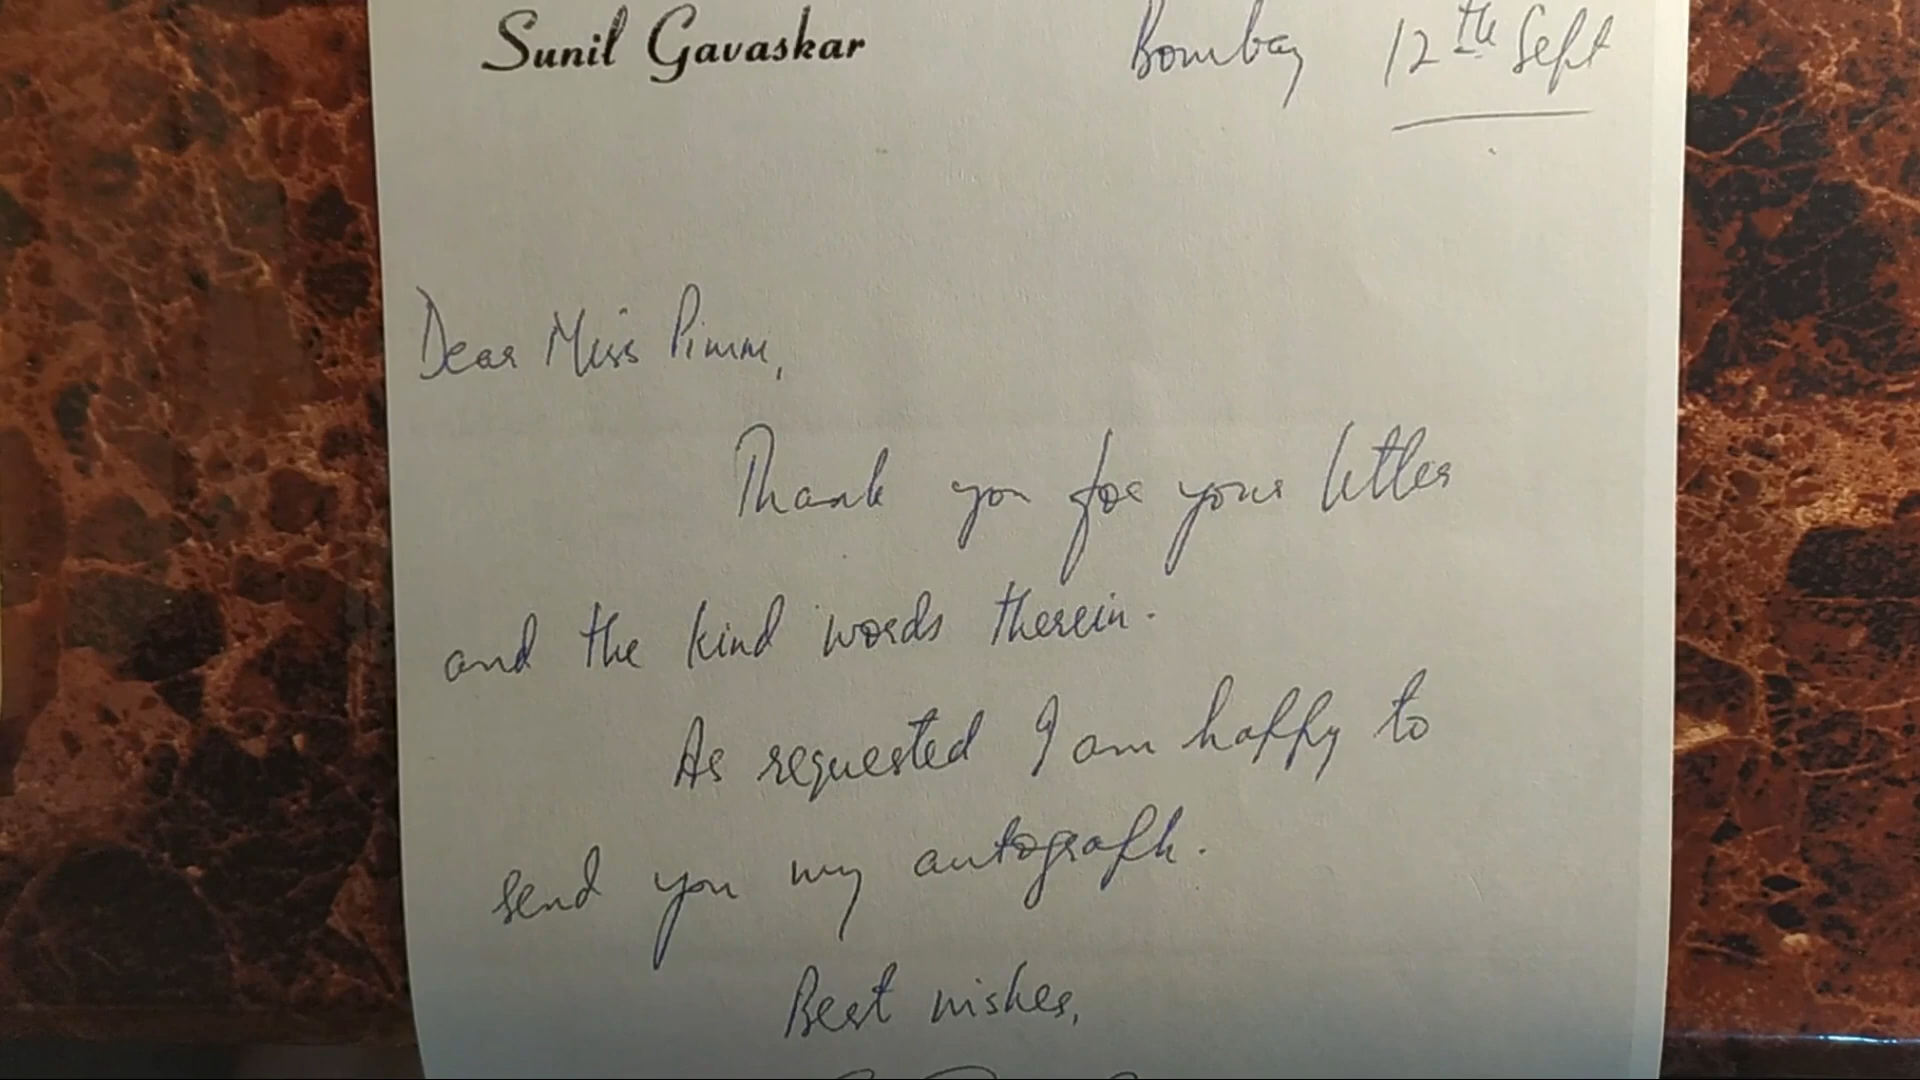 Sunil Gavaskar
Bombay 12th Sept
Dear Miss Pimm,
Thank you for your letter
and the kind words therein.
As requested I am happy to
send you my autograph.
Best wishes,